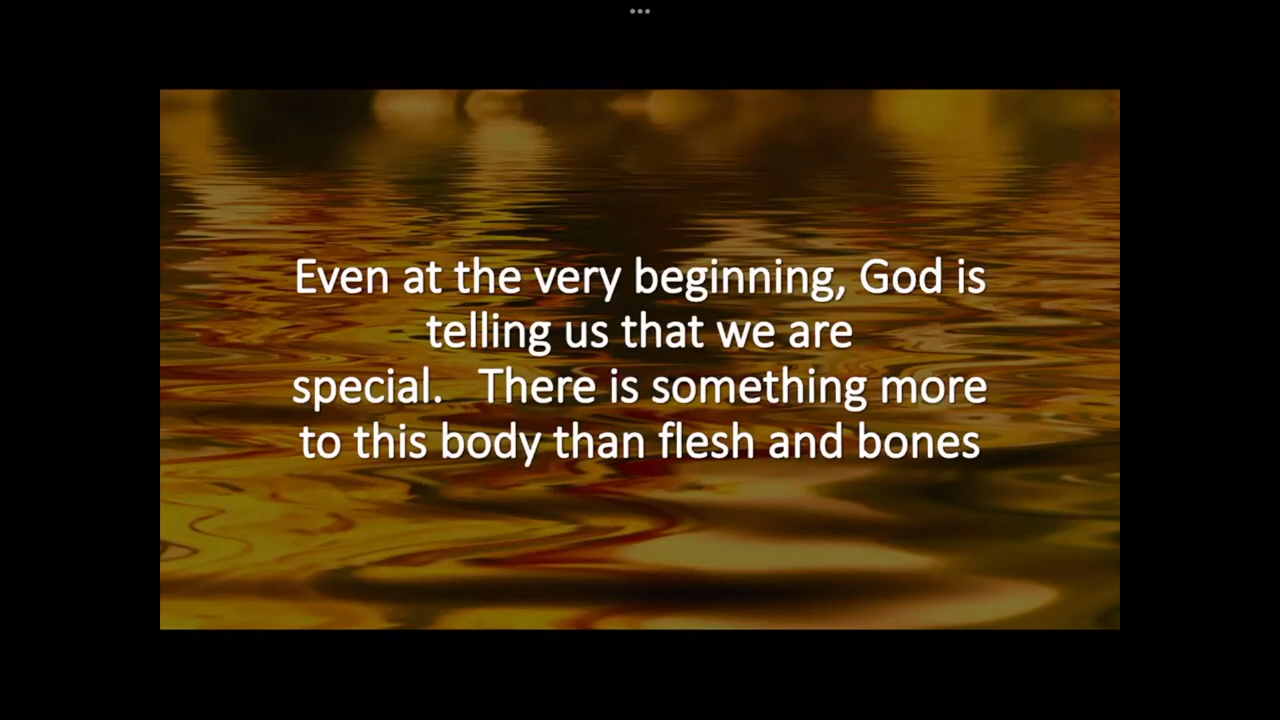 Even at the very beginning, God is
telling us that we are
special.   There is something more
to this body than flesh and bones